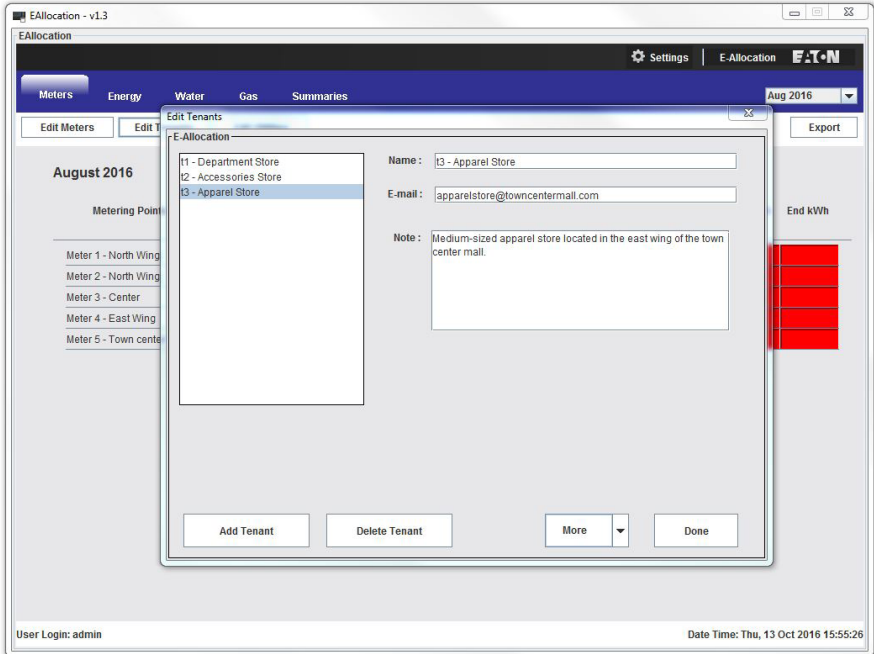 EAllocation - v1.3
EAllocation
Settings
E-Allocation
EATON
Meters
Energy
Water
Gas
Summaries
Aug 2016
Edit Meters
Edit T
Export
Edit Tenants
E-Allocation
t1 - Department Store
t2 - Accessories Store
t3 - Apparel Store
Name :
t3 - Apparel Store
E-mail :
apparelstore@towncentermall.com
Note :
Medium-sized apparel store located in the east wing of the town
center mall.
Add Tenant
Delete Tenant
More
Done
August 2016
Metering Point
End kWh
Meter 1 - North Wing
Meter 2 - North Wing
Meter 3 - Center
Meter 4 - East Wing
Meter 5 - Town cente
User Login: admin
Date Time: Thu, 13 Oct 2016 15:55:26